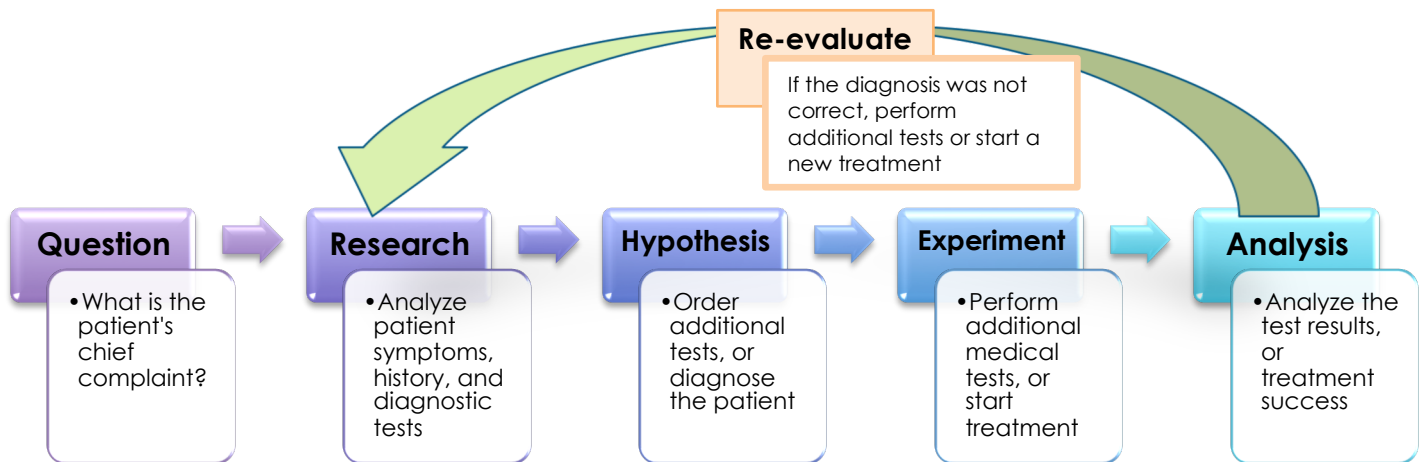 Re-evaluate
If the diagnosis was not
correct, perform
additional tests or start a
new treatment
Question
•What is the
patient's
chief
complaint?
Research
•Analyze
patient
symptoms,
history, and
diagnostic
tests
Hypothesis
•Order
additional
tests, or
diagnose
the patient
Experiment
•Perform
additional
medical
tests, or
start
treatment
Analysis
•Analyze the
test results,
or
treatment
success